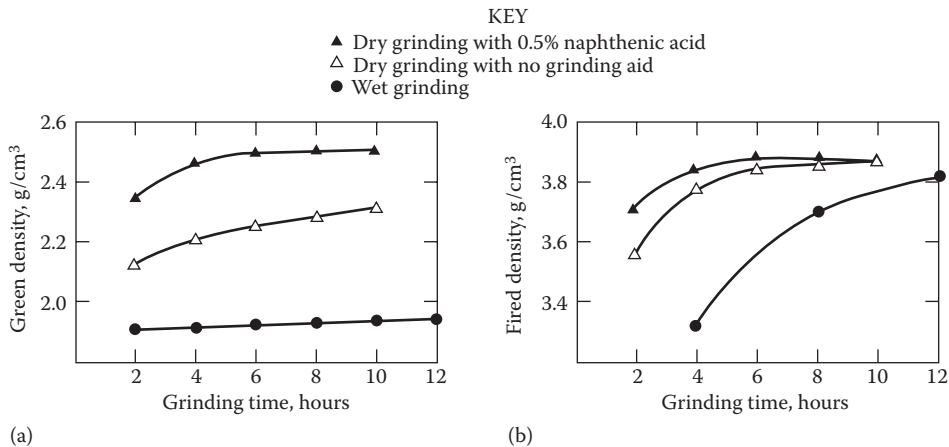 KEY
▲ Dry grinding with 0.5% naphthenic acid
△ Dry grinding with no grinding aid
● Wet grinding
2.6
2.4
2.2
2.0
Green density, g/cm³
2 4 6 8 10 12
Grinding time, hours
(a)
4.0
3.8
3.6
3.4
Fired density, g/cm³
2 4 6 8 10 12
Grinding time, hours
(b)